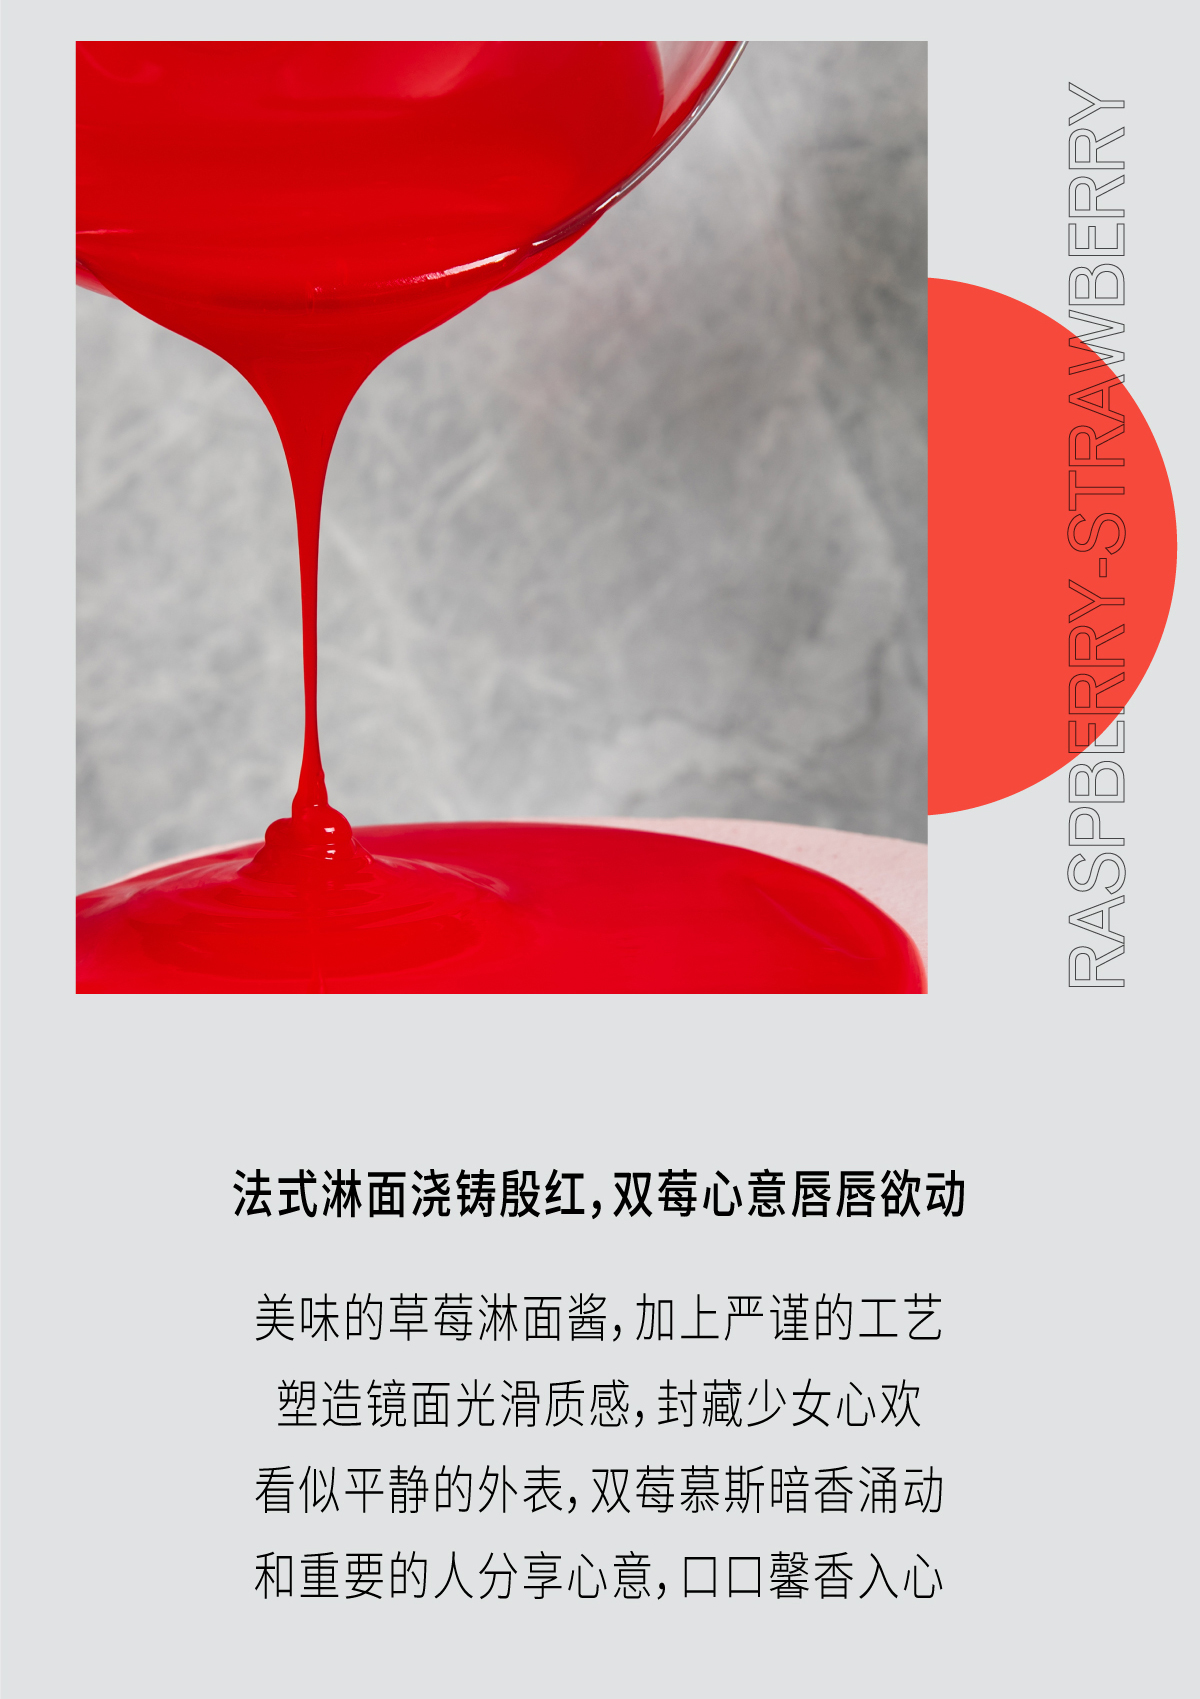 RASPBERRY-STRAWBERRY
法式淋面浇铸殷红，双莓心意唇唇欲动
美味的草莓淋面酱，加上严谨的工艺
塑造镜面光滑质感，封藏少女心欢
看似平静的外表，双莓慕斯暗香涌动
和重要的人分享心意，口口馨香入心